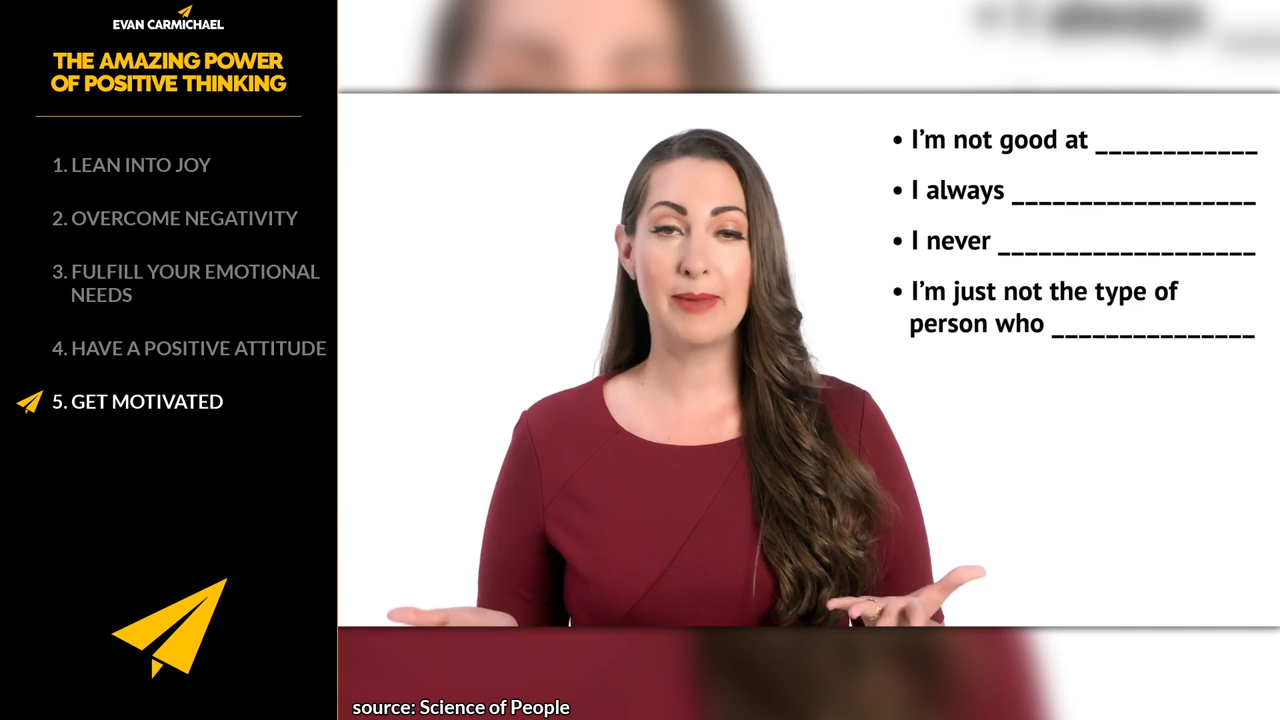 EVAN CARMICHAEL
THE AMAZING POWER
OF POSITIVE THINKING
1. LEAN INTO JOY
2. OVERCOME NEGATIVITY
3. FULFILL YOUR EMOTIONAL
NEEDS
4. HAVE A POSITIVE ATTITUDE
5. GET MOTIVATED
• I always
• I'm not good at ____________
• I always __________________
• I never ___________________
• I'm just not the type of
person who _______________
source: Science of People